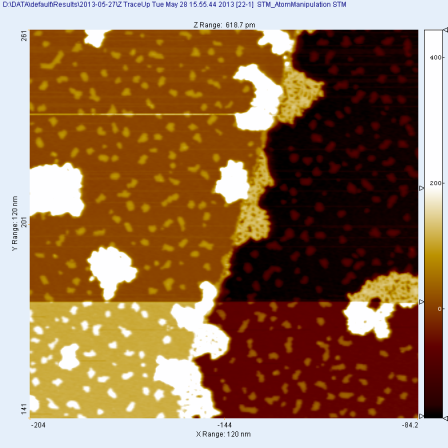 D:\DATA\default\Results\2013-05-27\Z TraceUp Tue May 28 15.55.44 2013 [22-1] STM_AtomManipulation STM
Z Range: 618.7 pm
261
400
200
Y Range: 120 nm
201
0
141
-204
-144
-84.2
X Range: 120 nm